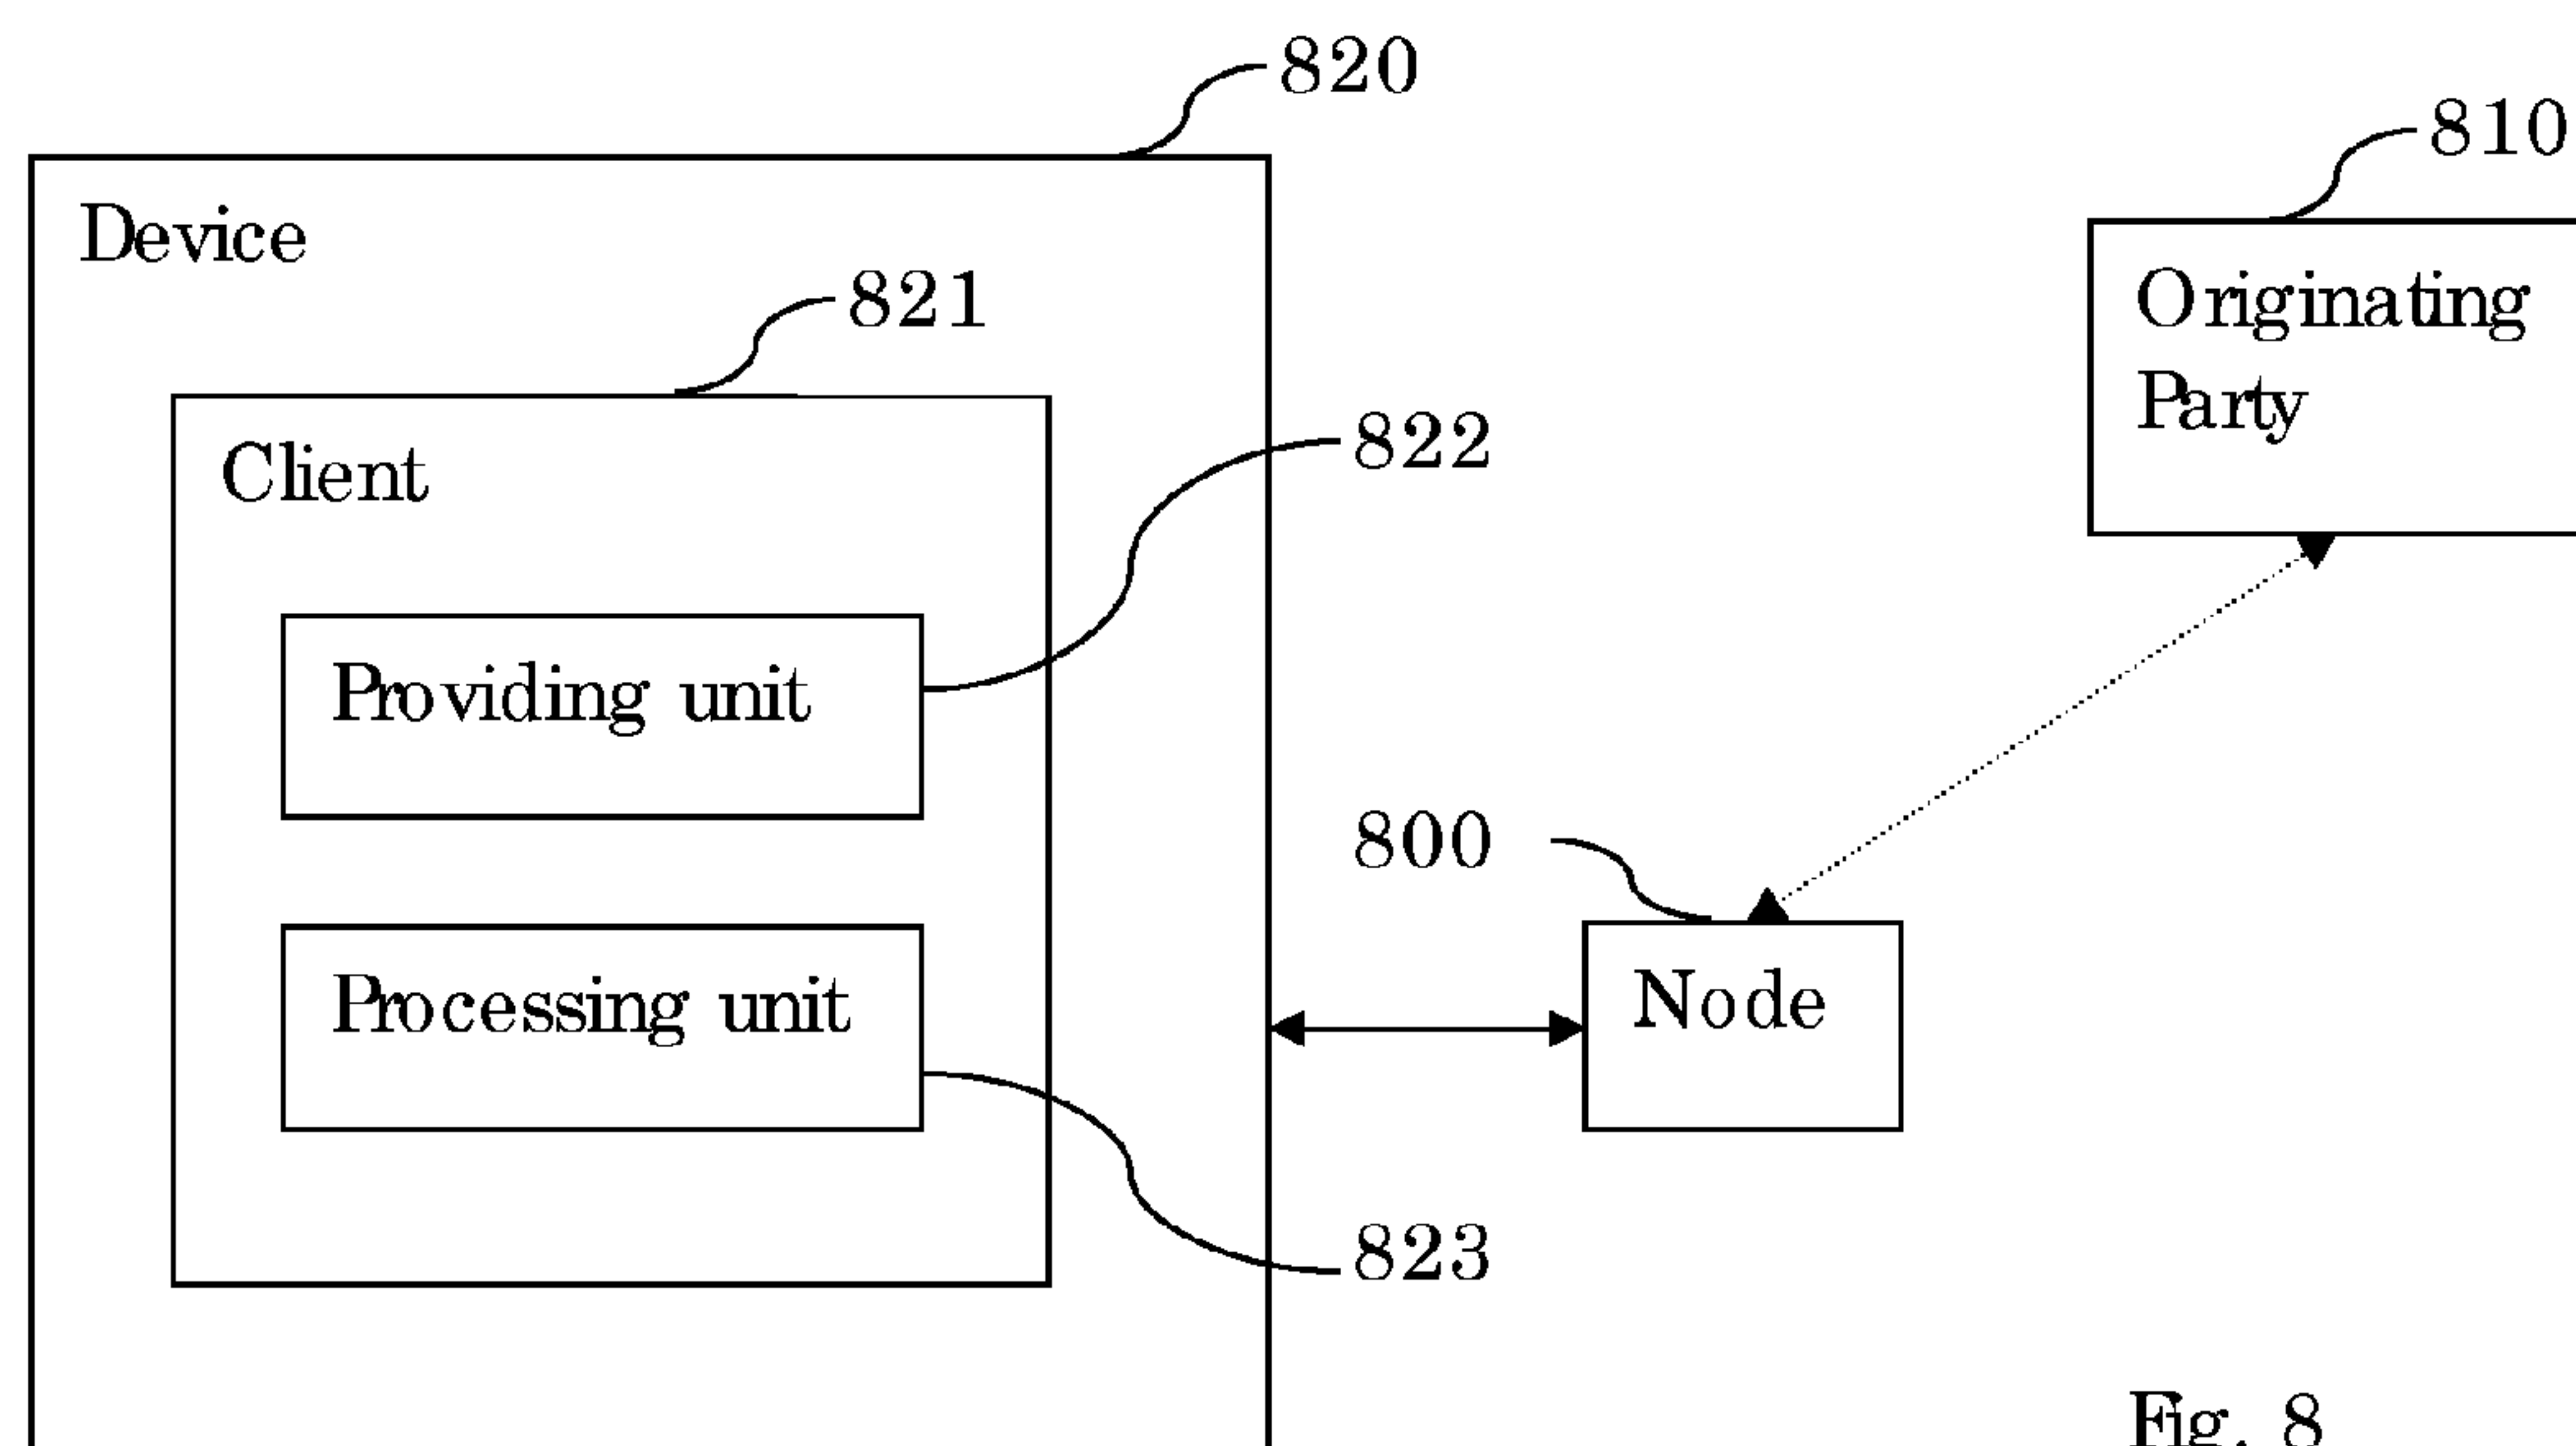 820
810
Device
821
Originating
Party
822
Client
Providing unit
800
Processing unit
Node
823
Fig. 8